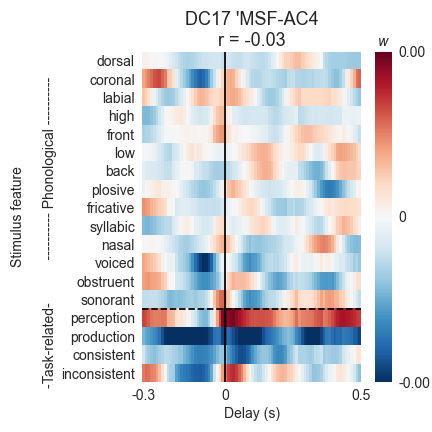 DC17 'MSF-AC4
r = -0.03
w
dorsal
coronal
labial
high
front
low
back
plosive
fricative
syllabic
nasal
voiced
obstruent
sonorant
perception
production
consistent
inconsistent
Stimulus feature
---------- Phonological ----------
-Task-related-
0.00
0
-0.00
-0.3
0
0.5
Delay (s)